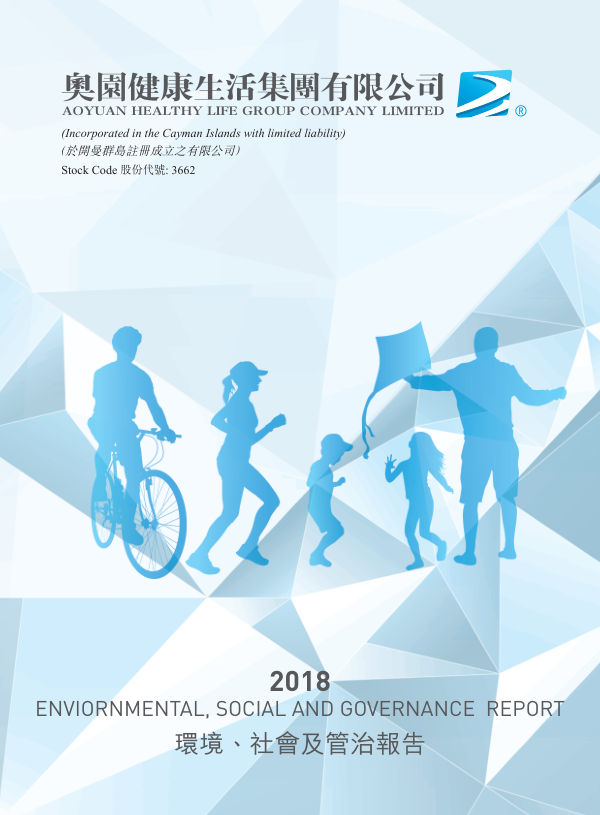 奧園健康生活集團有限公司
AOYUAN HEALTHY LIFE GROUP COMPANY LIMITED
®
(Incorporated in the Cayman Islands with limited liability)
(於開曼群島註冊成立之有限公司)
Stock Code 股份代號: 3662
2018
ENVIORNMENTAL, SOCIAL AND GOVERNANCE REPORT
環境、社會及管治報告